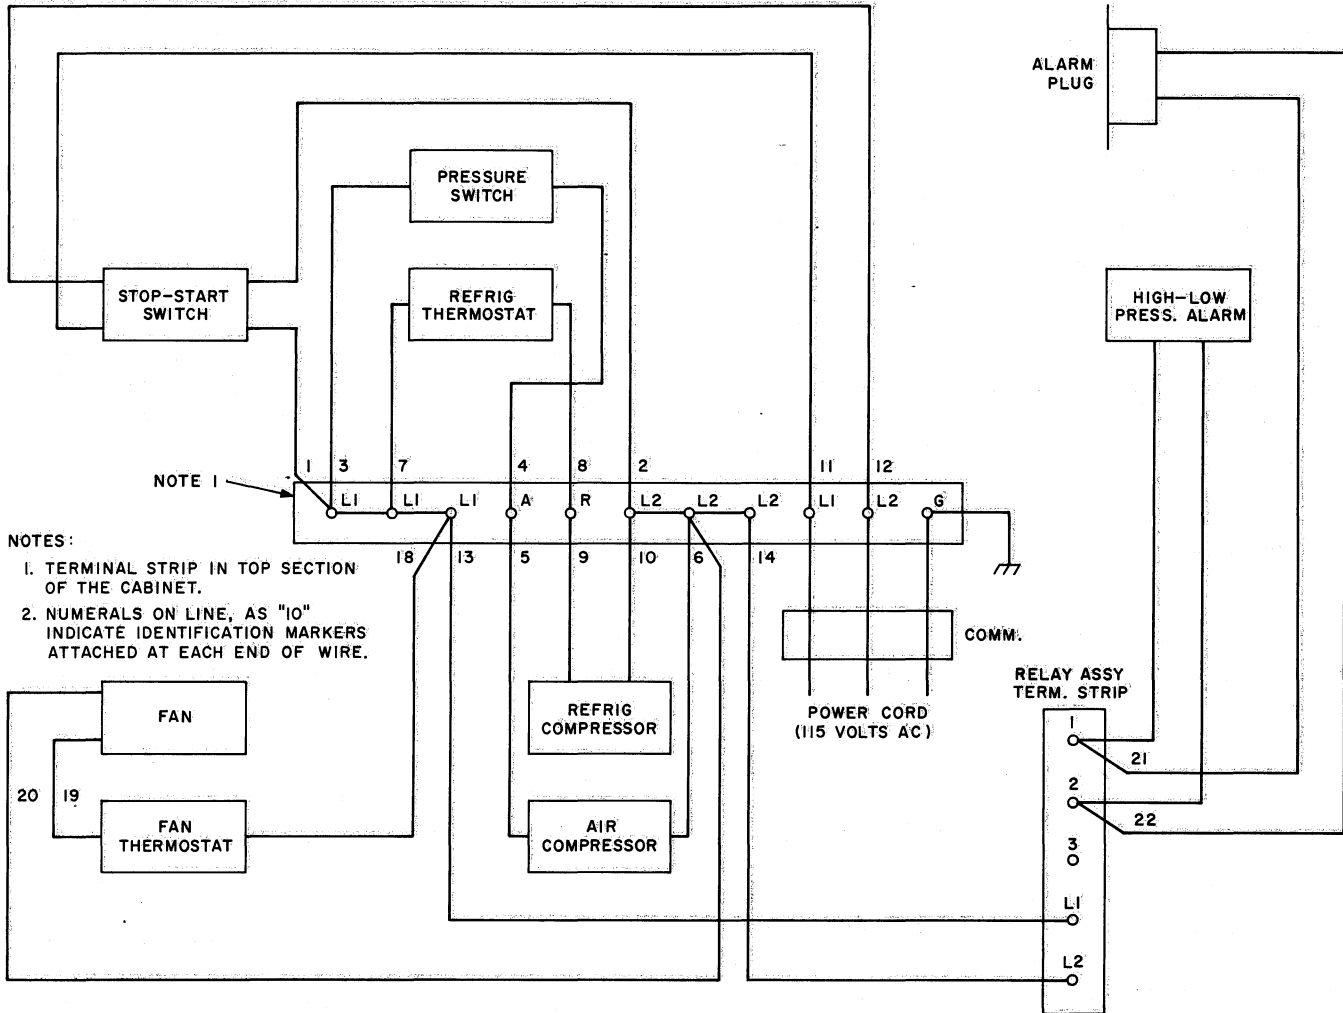 ALARM
PLUG
PRESSURE
SWITCH
STOP-START
SWITCH
REFRIG
THERMOSTAT
HIGH-LOW
PRESS. ALARM
1 3 7 4 8 2 11 12
NOTE 1
L1 L1 L1 A R L2 L2 L2 L1 L2 G
18 13 5 9 10 6 14
NOTES:
1. TERMINAL STRIP IN TOP SECTION
OF THE CABINET.
2. NUMERALS ON LINE, AS "10"
INDICATE IDENTIFICATION MARKERS
ATTACHED AT EACH END OF WIRE.
COMM.
RELAY ASSY
TERM. STRIP
FAN
REFRIG
COMPRESSOR
POWER CORD
(115 VOLTS AC)
1
21
2
22
3
L1
L2
20 19
FAN
THERMOSTAT
AIR
COMPRESSOR